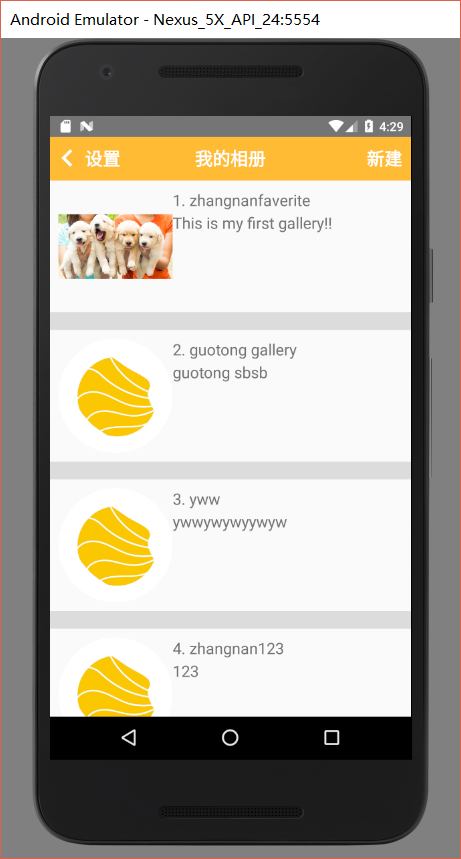 Android Emulator - Nexus_5X_API_24:5554
4:29
设置 我的相册 新建
1. zhangnanfaverite
This is my first gallery!!
2. guotong gallery
guotong sbsb
3. yww
ywwywywyywyw
4. zhangnan123
123